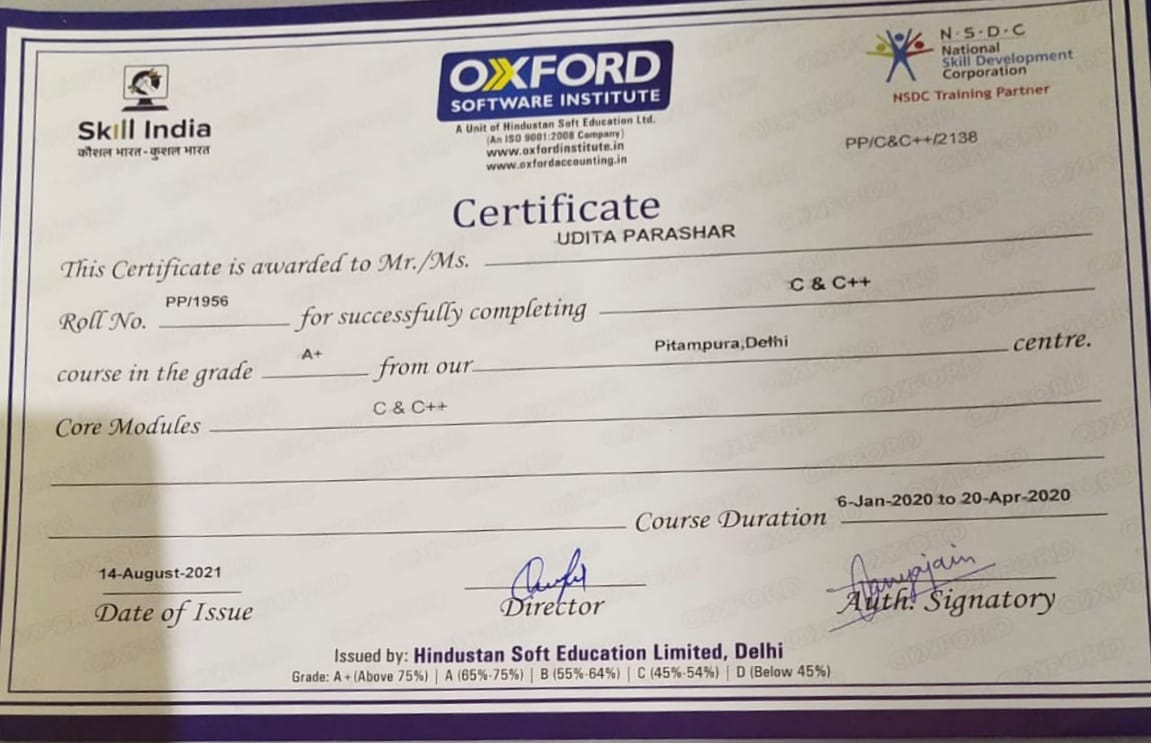 Skill India
कौशल भारत - कुशल भारत
OXFORD
SOFTWARE INSTITUTE
A Unit of Hindustan Soft Education Ltd.
(An ISO 9001:2008 Company)
www.oxfordinstitute.in
www.oxfordaccounting.in
N·S·D·C
National
Skill Development
Corporation
NSDC Training Partner
PP/C&C++/2138
Certificate
This Certificate is awarded to Mr./Ms. UDITA PARASHAR
Roll No. PP/1956 for successfully completing C & C++
course in the grade A+ from our Pitampura,Delhi centre.
Core Modules C & C++
Course Duration 6-Jan-2020 to 20-Apr-2020
14-August-2021
Date of Issue
Director
Auth. Signatory
Issued by: Hindustan Soft Education Limited, Delhi
Grade: A+(Above 75%) | A (65%-75%) | B (55%-64%) | C (45%-54%) | D (Below 45%)